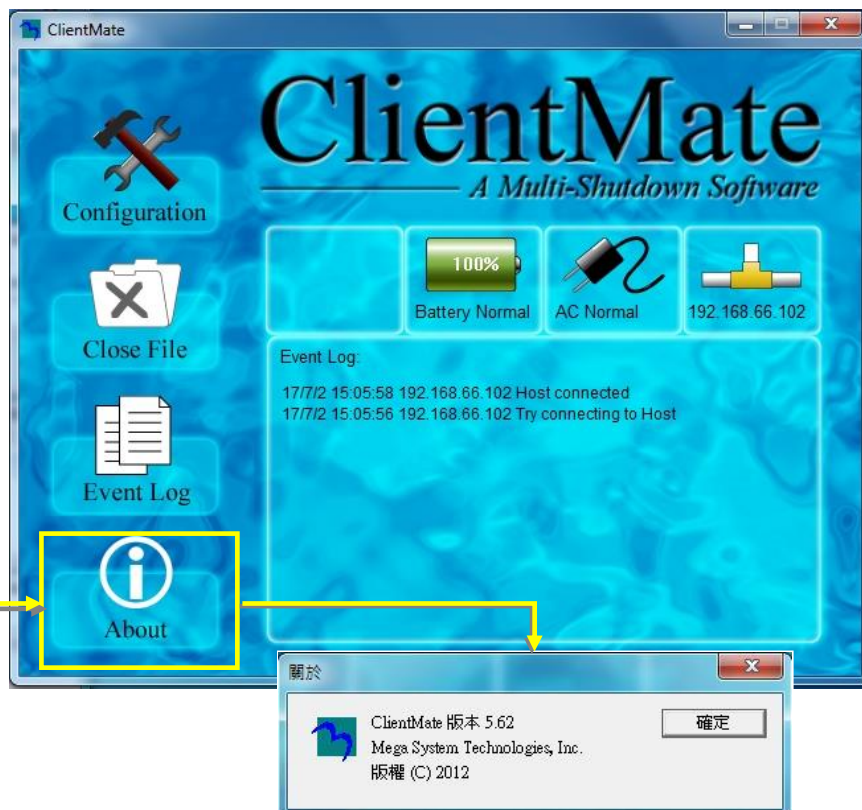 ClientMate
ClientMate
A Multi-Shutdown Software
Configuration
100%
Battery Normal
AC Normal
192.168.66.102
Close File
Event Log:
17/7/2 15:05:58 192.168.66.102 Host connected
17/7/2 15:05:56 192.168.66.102 Try connecting to Host
Event Log
About
關於
ClientMate 版本 5.62
確定
Mega System Technologies, Inc.
版權 (C) 2012